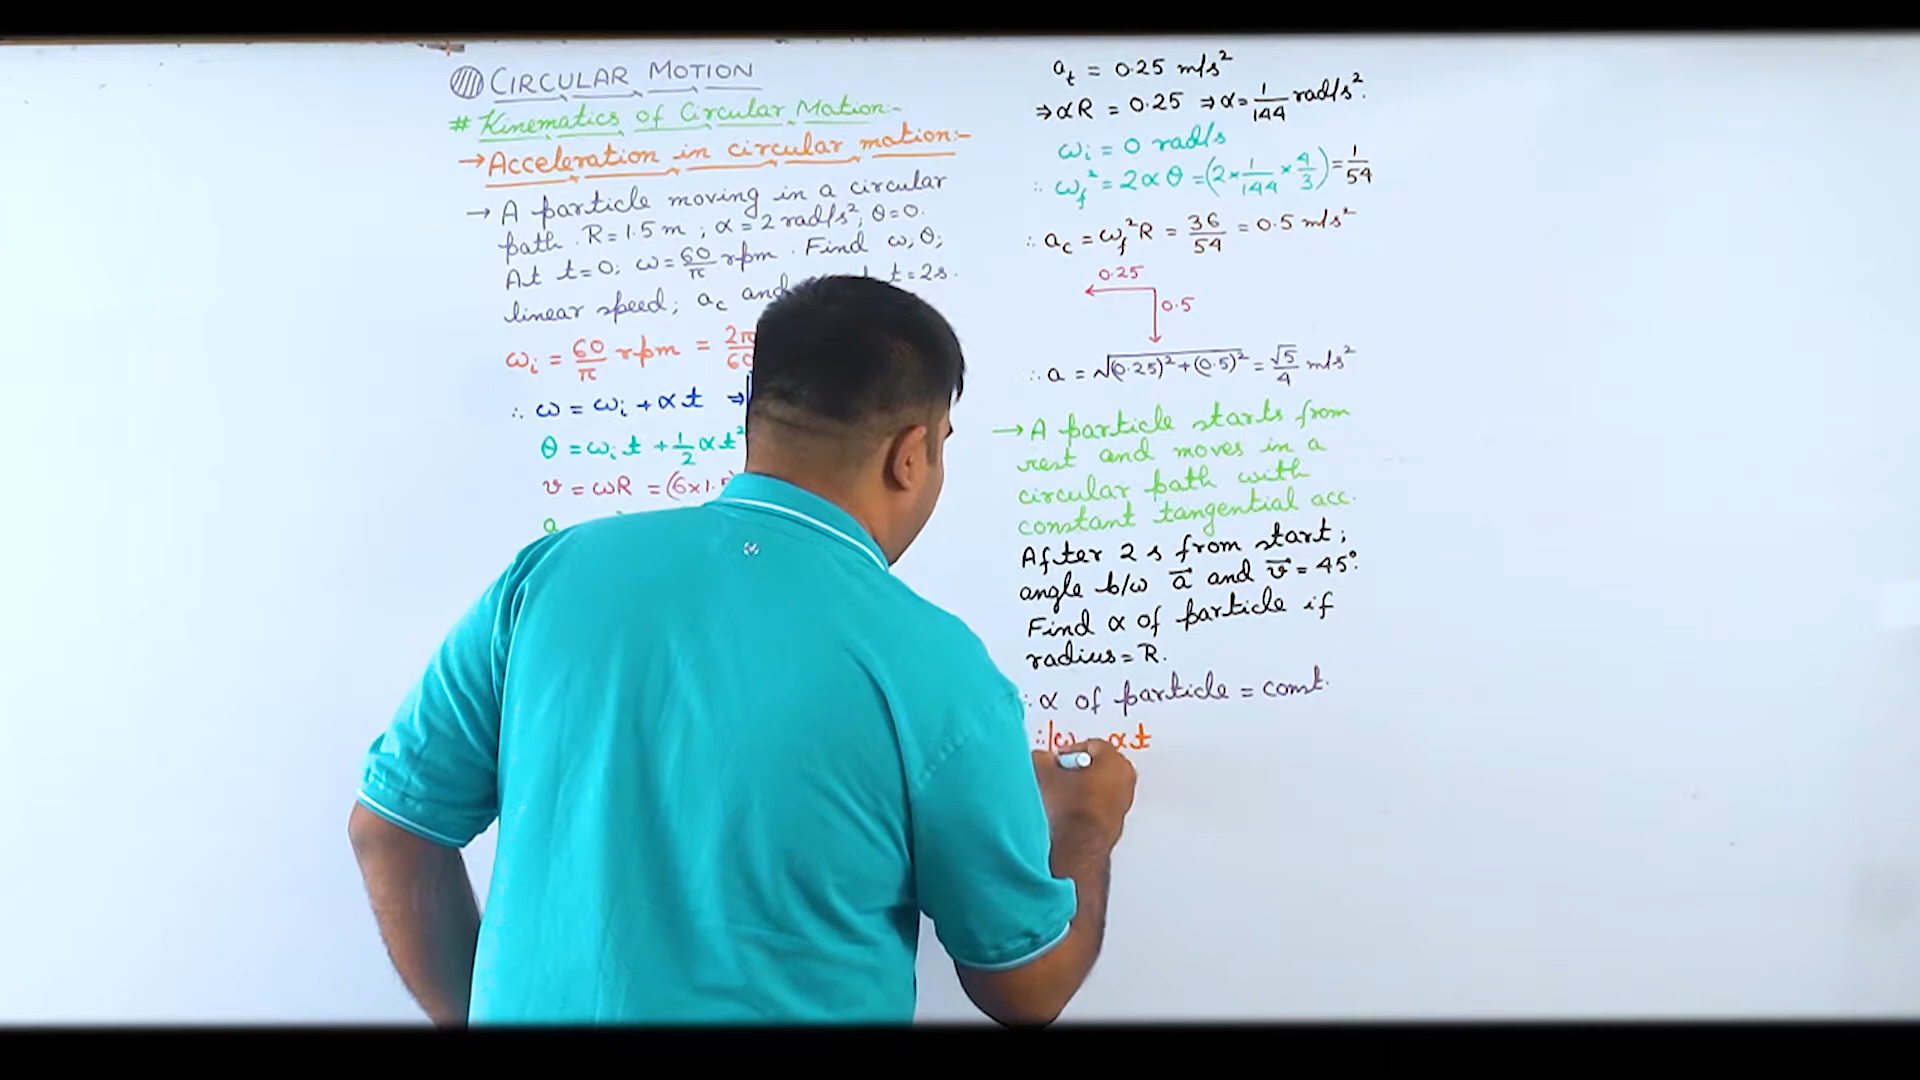 CIRCULAR MOTION
# Kinematics of Circular Motion:-
→ Acceleration in circular motion:-
→ A particle moving in a circular
path. R = 1.5 m ; α = 2 rad/s²; θ = 0.
At t = 0; ω = 60/π rpm. Find ω, θ;
linear speed; a_c and t = 2s.
ω_i = 60/π rpm = 2π/60
∴ ω = ω_i + αt ⇒
θ = ω_i t + 1/2 αt²
v = ωR = (6×1.5
a
a_t = 0.25 m/s²
⇒ αR = 0.25 ⇒ α = 1/144 rad/s².
ω_i = 0 rad/s
∴ ω_f² = 2αθ = (2 × 1/144 × 4/3) = 1/54
∴ a_c = ω_f² R = 36/54 = 0.5 m/s²
0.25
0.5
∴ a = √(0.25)² + (0.5)² = √5/4 m/s²
→ A particle starts from
rest and moves in a
circular path with
constant tangential acc.
After 2 s from start;
angle b/w a⃗ and v⃗ = 45°.
Find α of particle if
radius = R.
α of particle = const.
∴ |ω = αt